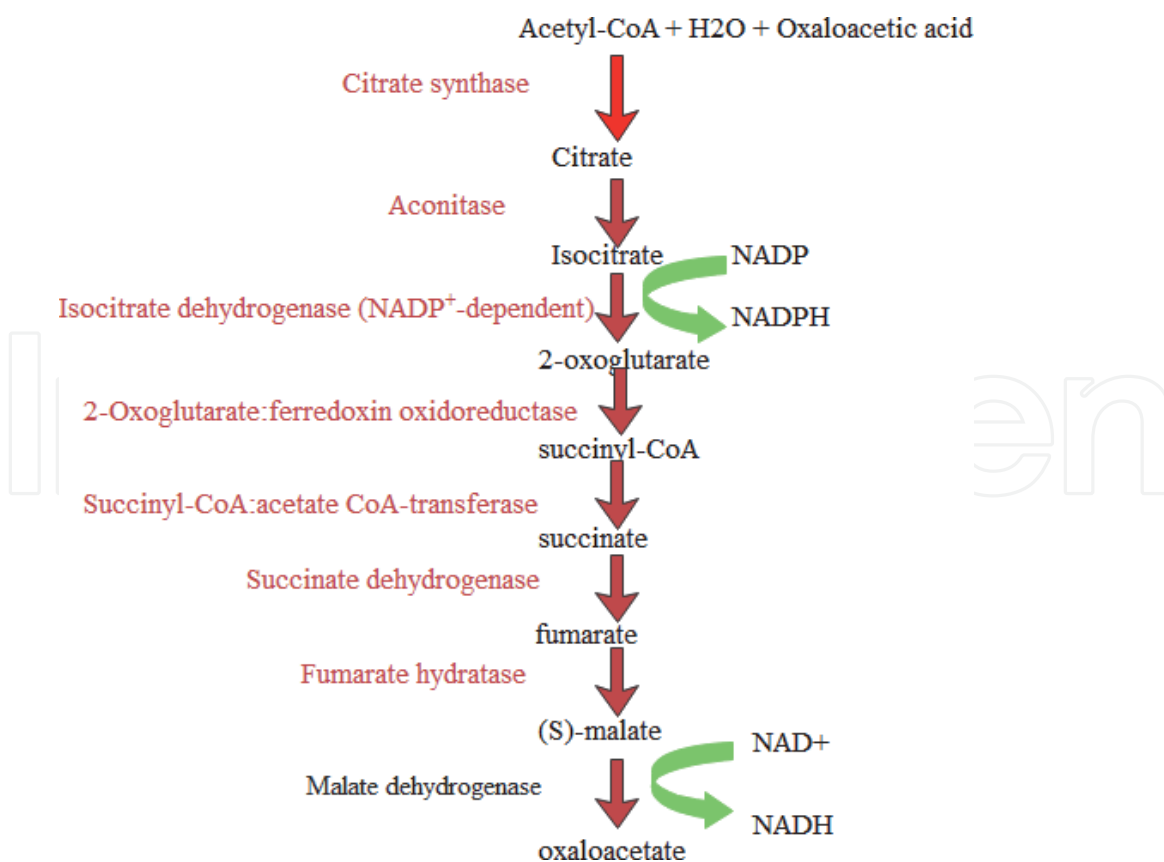 Acetyl-CoA + H2O + Oxaloacetic acid
Citrate synthase
Citrate
Aconitase
Isocitrate
NADP
Isocitrate dehydrogenase (NADP+-dependent)
NADPH
2-oxoglutarate
2-Oxoglutarate:ferredoxin oxidoreductase
succinyl-CoA
Succinyl-CoA:acetate CoA-transferase
succinate
Succinate dehydrogenase
fumarate
Fumarate hydratase
(S)-malate
NAD+
Malate dehydrogenase
NADH
oxaloacetate